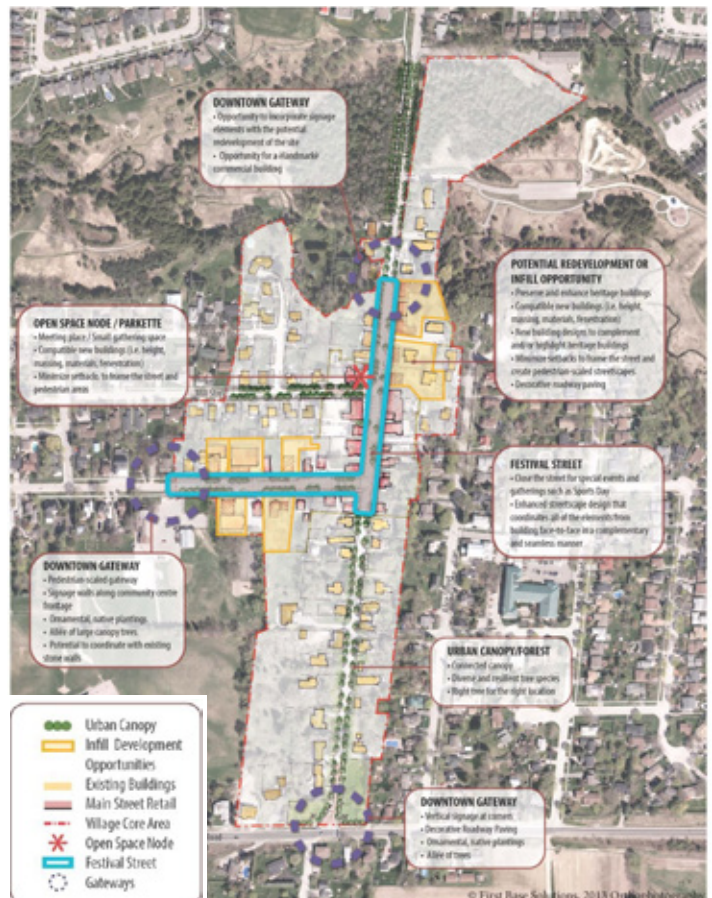 DOWNTOWN GATEWAY
• Opportunity to incorporate signage
elements with the potential
redevelopment of the site
• Opportunity for a
commercial building
POTENTIAL REDEVELOPMENT OR
INFILL OPPORTUNITY
• Preserve and enhance heritage buildings
• Compatible new buildings (i.e. height,
massing, materials, fenestration)
• New building designs to complement
and/or highlight heritage buildings
• Minimize setbacks to frame the street and
create pedestrian-scaled streetscapes
• Decorative roadway paving
OPEN SPACE NODE / PARKETTE
• Meeting place / Small gathering space
• Compatible new buildings (i.e. height,
massing, materials, fenestration)
• Minimize setbacks to frame the street and
pedestrian areas
FESTIVAL STREET
• Close the street for special events and
gatherings such as Sports Day
• Enhanced streetscape design that
coordinates all of the elements from
building face-to-face in a complementary
and seamless manner
DOWNTOWN GATEWAY
• Pedestrian-scaled gateway
• Signage walls along community centre
frontage
• Ornamental, native plantings
• Allée of large canopy trees
• Potential to coordinate with existing
stone walls
URBAN CANOPY/FOREST
• Connected canopy
• Diverse and resilient tree species
• Right tree for the right location
DOWNTOWN GATEWAY
• Vertical signage at corners
• Decorative Roadway Paving
• Ornamental, native plantings
• Allée of trees
Urban Canopy
Infill Development
Opportunities
Existing Buildings
Main Street Retail
Village Core Area
Open Space Node
Festival Street
Gateways
© First Base Solutions, 2013 Orthophotography